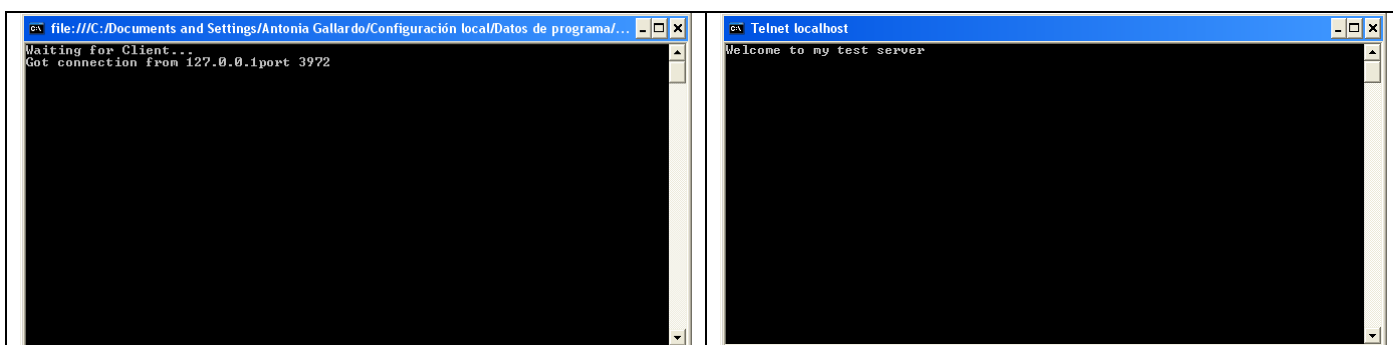 file:///C:/Documents and Settings/Antonia Gallardo/Configuración local/Datos de programa/...
Waiting for Client...
Got connection from 127.0.0.1port 3972
Telnet localhost
Welcome to my test server